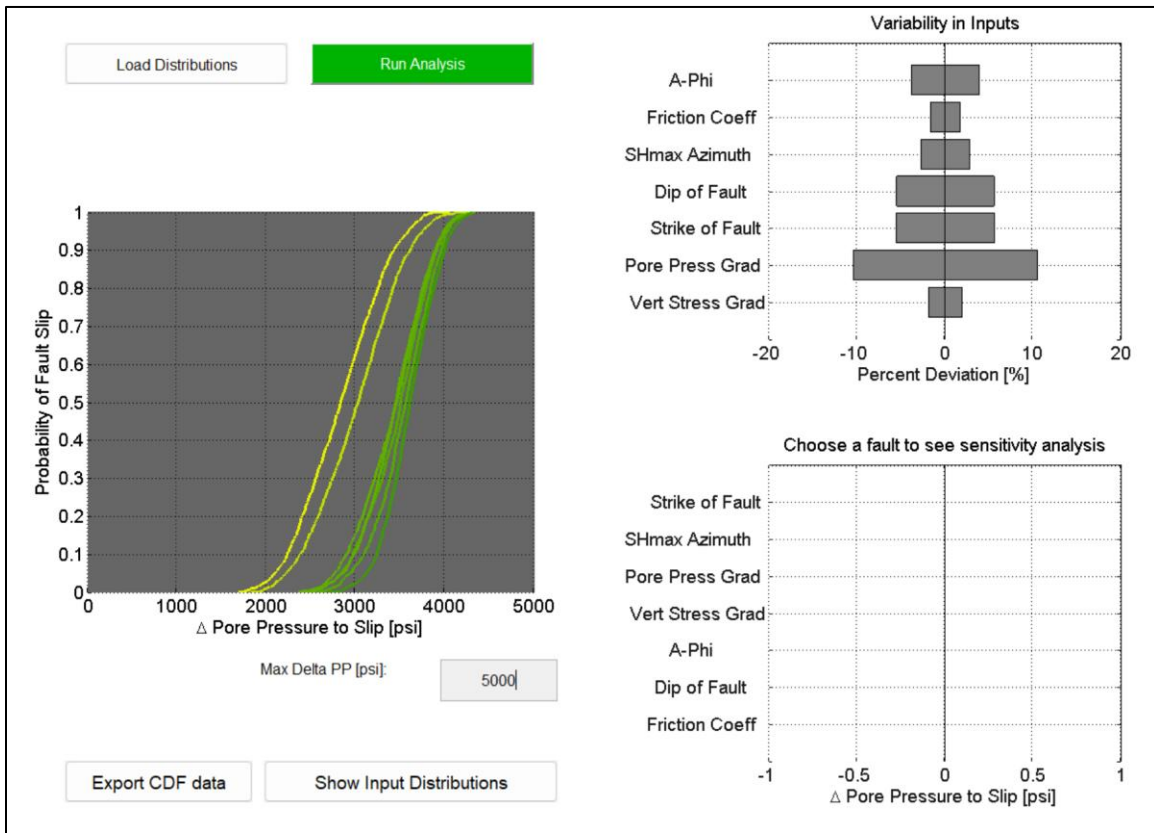 Load Distributions
Run Analysis
Probability of Fault Slip
1
0.9
0.8
0.7
0.6
0.5
0.4
0.3
0.2
0.1
0
0 1000 2000 3000 4000 5000
Δ Pore Pressure to Slip [psi]
Max Delta PP [psi]:
5000
Export CDF data
Show Input Distributions
Variability in Inputs
A-Phi
Friction Coeff
SHmax Azimuth
Dip of Fault
Strike of Fault
Pore Press Grad
Vert Stress Grad
-20 -10 0 10 20
Percent Deviation [%]
Choose a fault to see sensitivity analysis
Strike of Fault
SHmax Azimuth
Pore Press Grad
Vert Stress Grad
A-Phi
Dip of Fault
Friction Coeff
-1 -0.5 0 0.5 1
Δ Pore Pressure to Slip [psi]